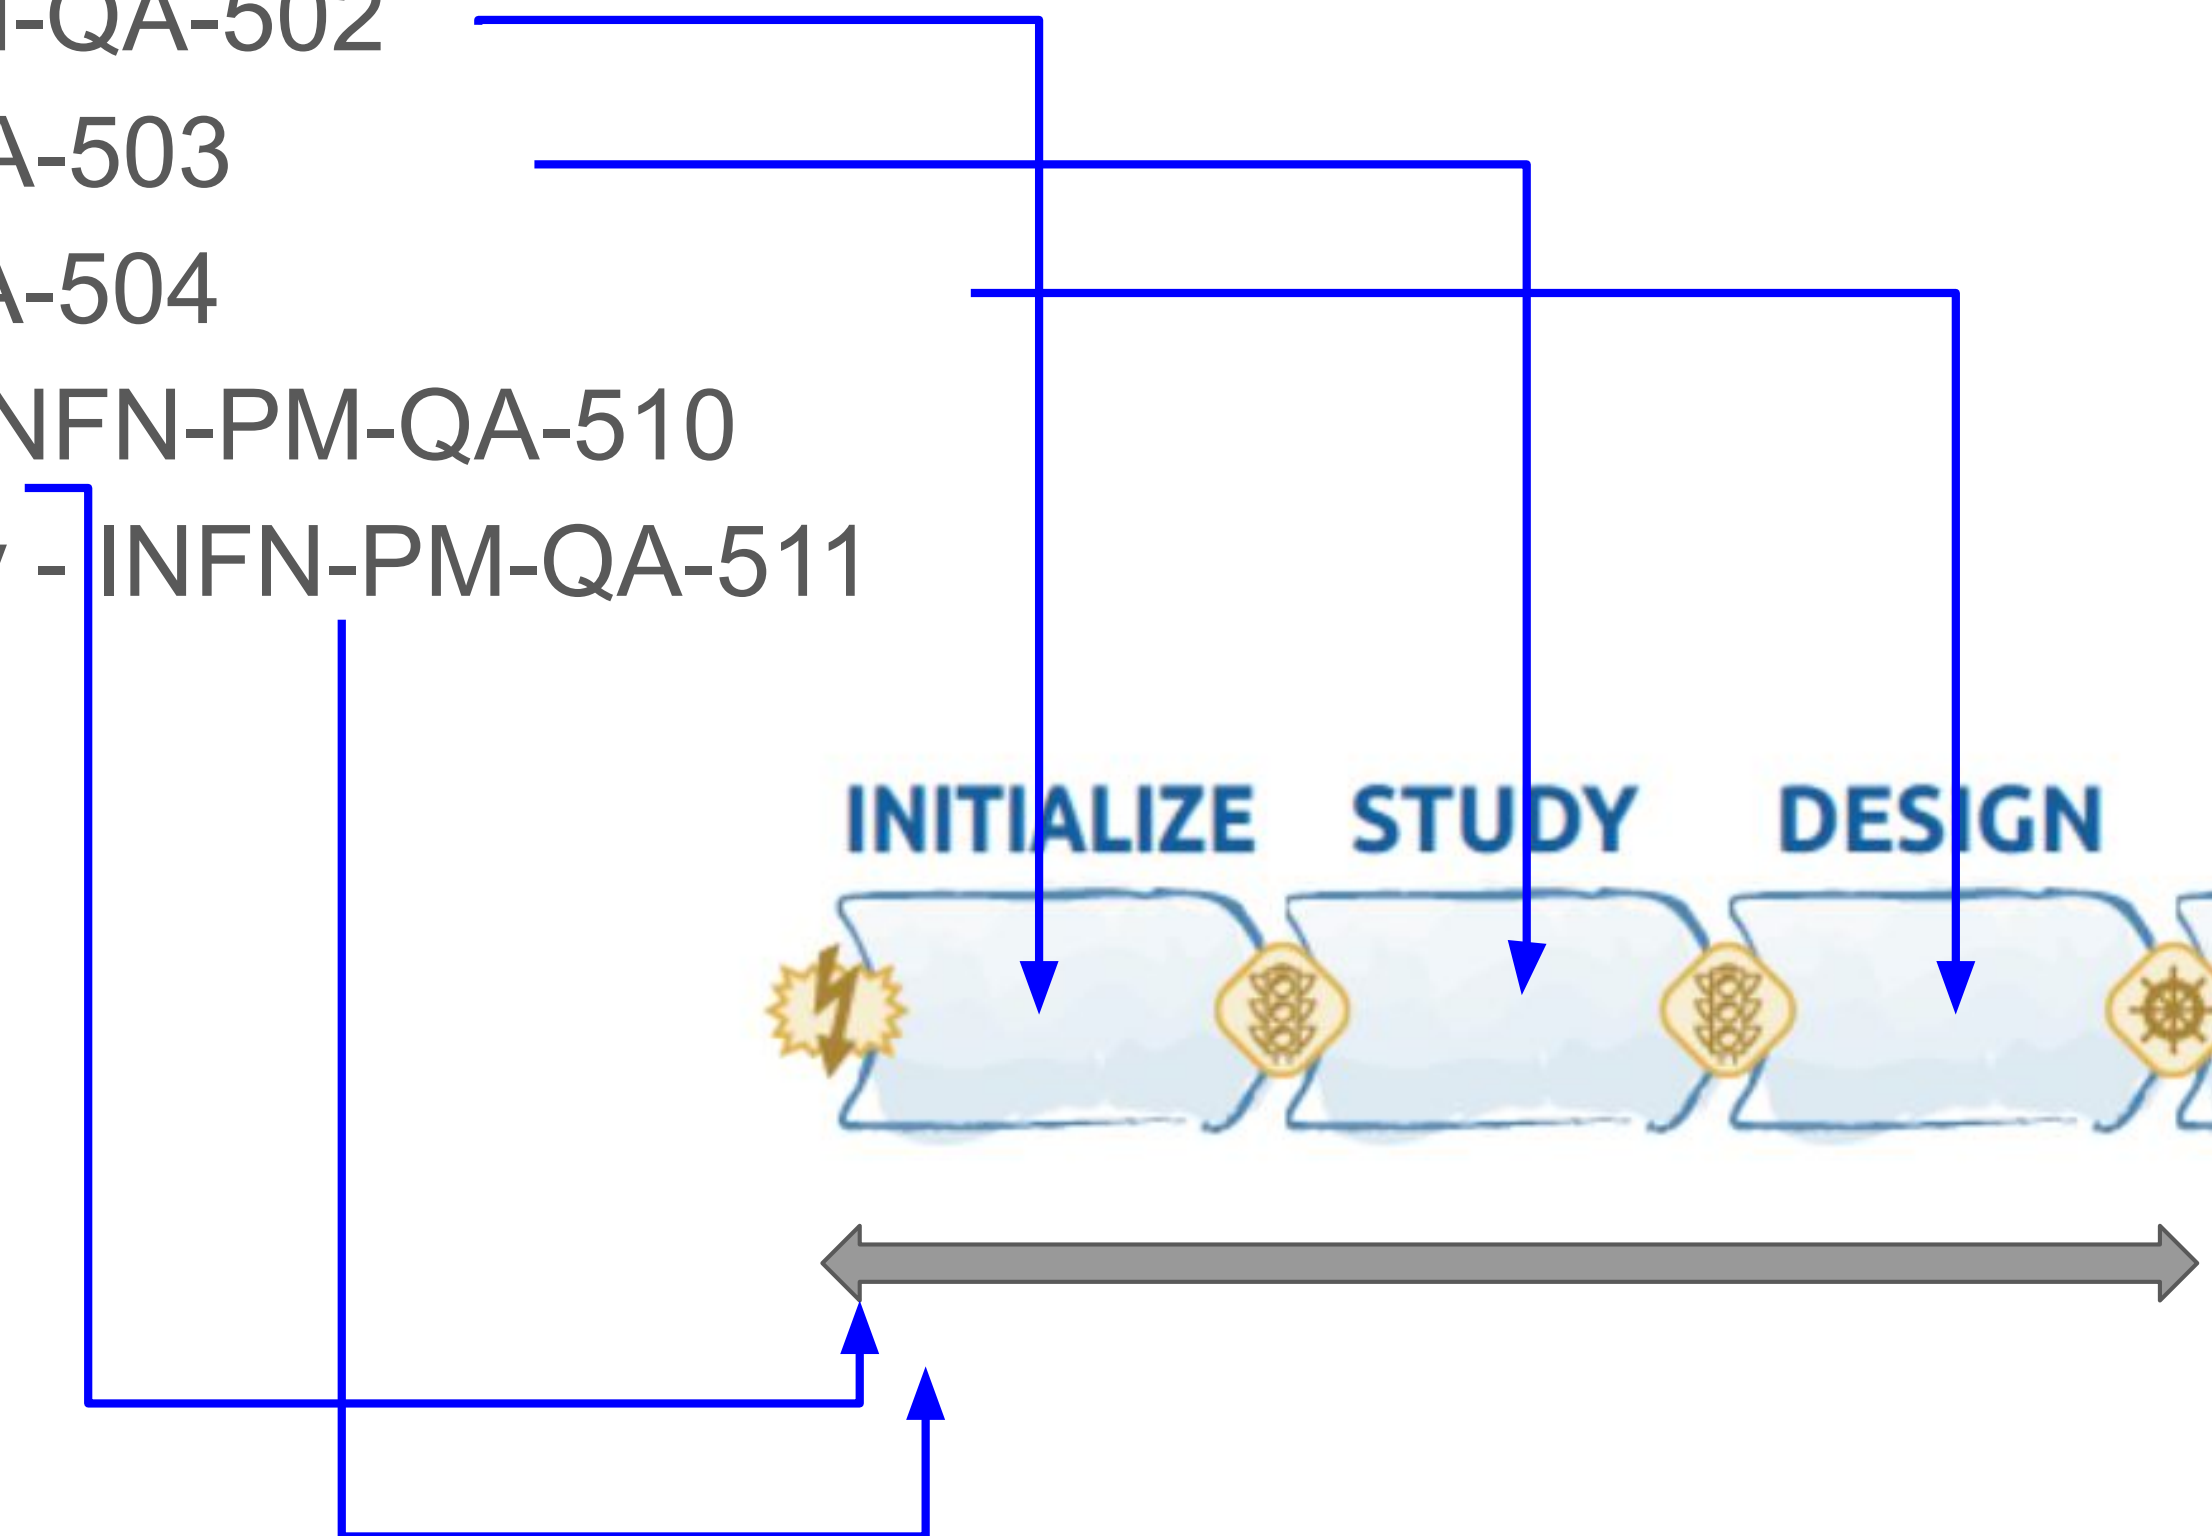 -QA-502
A-503
A-504
NFN-PM-QA-510
- INFN-PM-QA-511
INITIALIZE STUDY DESIGN